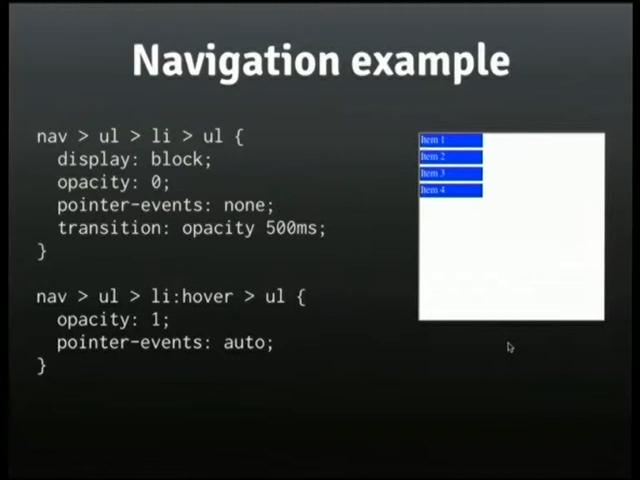 Navigation example
nav > ul > li > ul {
display: block;
opacity: 0;
pointer-events: none;
transition: opacity 500ms;
}
nav > ul > li:hover > ul {
opacity: 1;
pointer-events: auto;
}
Item 1
Item 2
Item 3
Item 4